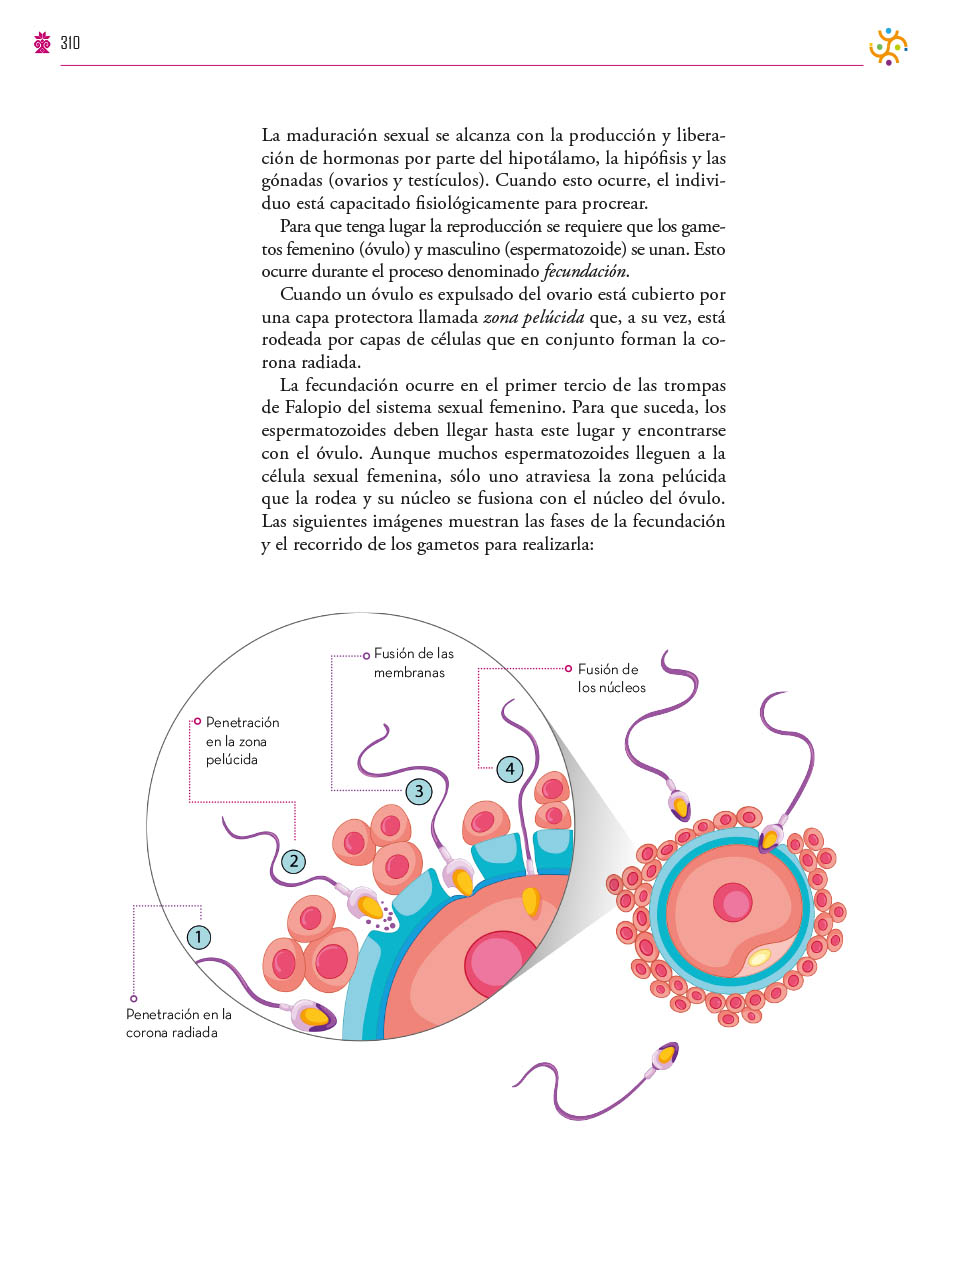 310
La maduración sexual se alcanza con la producción y libera-
ción de hormonas por parte del hipotálamo, la hipófisis y las
gónadas (ovarios y testículos). Cuando esto ocurre, el indivi-
duo está capacitado fisiológicamente para procrear.
Para que tenga lugar la reproducción se requiere que los game-
tos femenino (óvulo) y masculino (espermatozoide) se unan. Esto
ocurre durante el proceso denominado fecundación.
Cuando un óvulo es expulsado del ovario está cubierto por
una capa protectora llamada zona pelúcida que, a su vez, está
rodeada por capas de células que en conjunto forman la co-
rona radiada.
La fecundación ocurre en el primer tercio de las trompas
de Falopio del sistema sexual femenino. Para que suceda, los
espermatozoides deben llegar hasta este lugar y encontrarse
con el óvulo. Aunque muchos espermatozoides lleguen a la
célula sexual femenina, sólo uno atraviesa la zona pelúcida
que la rodea y su núcleo se fusiona con el núcleo del óvulo.
Las siguientes imágenes muestran las fases de la fecundación
y el recorrido de los gametos para realizarla:
Fusión de las
membranas
Fusión de
los núcleos
Penetración
en la zona
pelúcida
4
3
2
1
Penetración en la
corona radiada